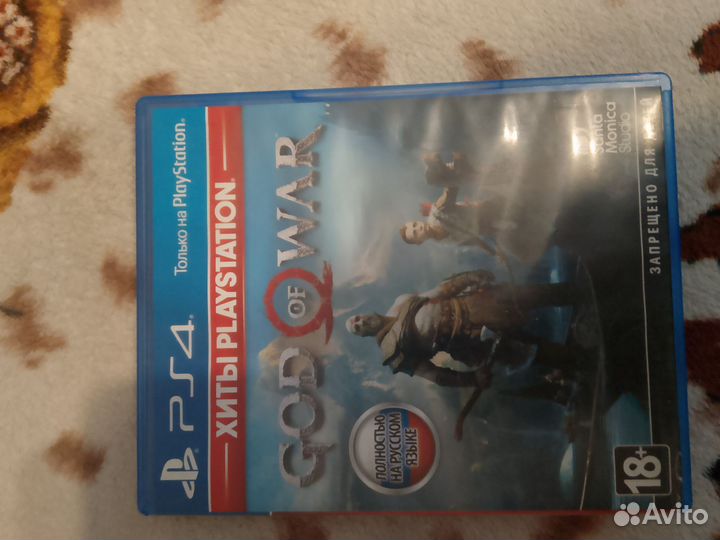 PS4
Только на PlayStation®
ХИТЫ PLAYSTATION®
GOD OF WAR
ПОЛНОСТЬЮ
НА РУССКОМ
ЯЗЫКЕ
Santa
Monica
Studio
18+
ЗАПРЕЩЕНО ДЛЯ
Avito